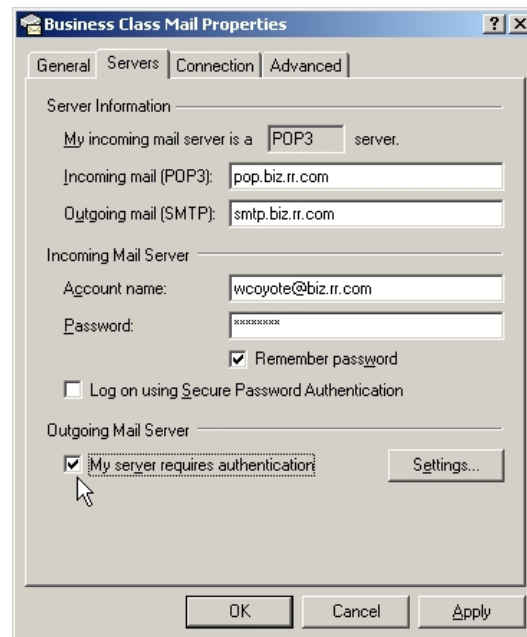 Business Class Mail Properties
General Servers Connection Advanced
Server Information
My incoming mail server is a POP3 server.
Incoming mail (POP3): pop.biz.rr.com
Outgoing mail (SMTP): smtp.biz.rr.com
Incoming Mail Server
Account name: wcoyote@biz.rr.com
Password: ********
Remember password
Log on using Secure Password Authentication
Outgoing Mail Server
My server requires authentication Settings...
OK Cancel Apply